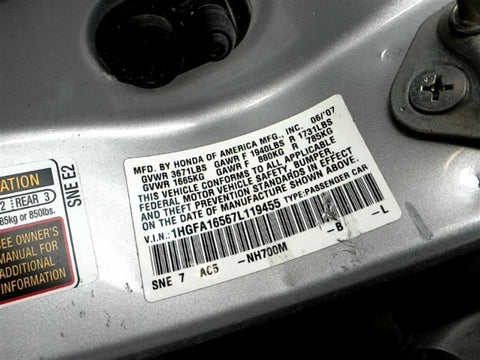 MFD. BY HONDA OF AMERICA MFG., INC. 06/07
GVWR 3671LBS GAWR F 1940LBS R 1731LBS
GVWR 1665KG GAWR F 880KG R 785KG
THIS VEHICLE CONFORMS TO ALL APPLICABLE
FEDERAL MOTOR VEHICLE SAFETY, BUMPER,
AND THEFT PREVENTION STANDARDS IN EFFECT
ON THE DATE OF MANUFACTURE SHOWN ABOVE.
V.I.N.: 1HGFA16567L119455 TYPE:PASSENGER CAR
SNE 7 AC5 -NH700M -B -L
SNE E2
ATION
2 REAR 3
85kg or 850lbs.
SEE OWNER'S
MANUAL FOR
ADDITIONAL
INFORMATION